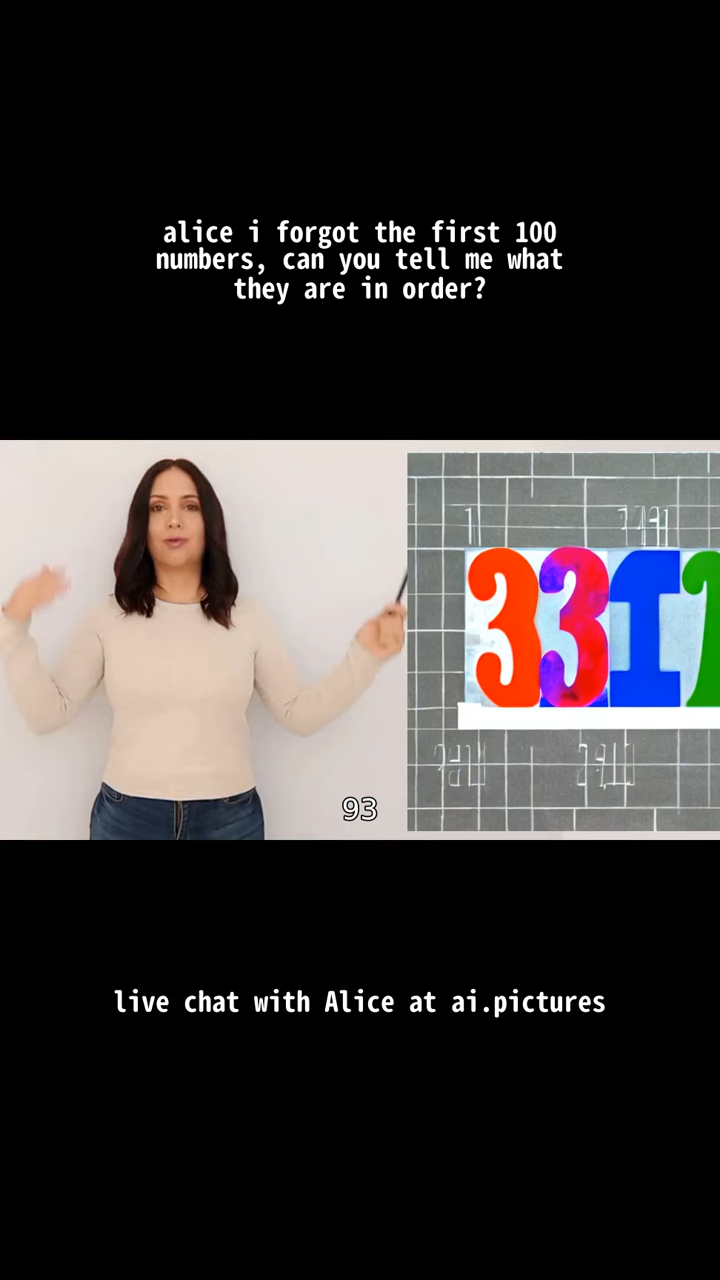 alice i forgot the first 100
numbers, can you tell me what
they are in order?
33
93
live chat with Alice at ai.pictures